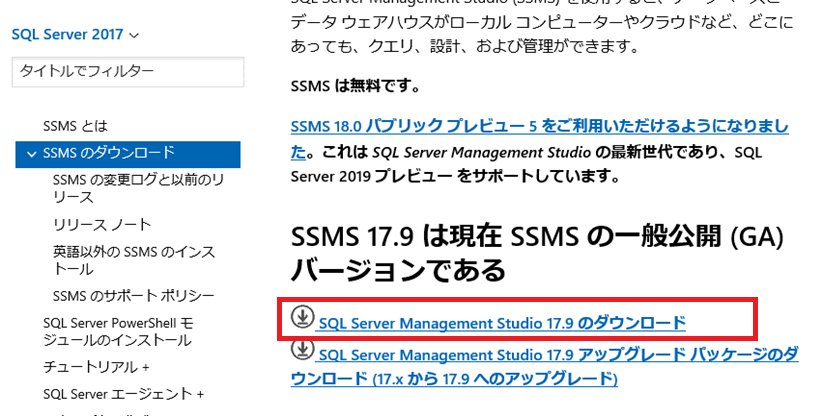 SQL Server 2017
タイトルでフィルター
SSMS とは
SSMS のダウンロード
SSMS の変更ログと以前のリ
リース
リリース ノート
英語以外の SSMS のインス
トール
SSMS のサポート ポリシー
SQL Server PowerShell モ
ジュールのインストール
チュートリアル +
SQL Server エージェント +
データ ウェアハウスがローカル コンピューターやクラウドなど、どこに
あっても、クエリ、設計、および管理ができます。
SSMS は無料です。
SSMS 18.0 パブリック プレビュー 5 をご利用いただけるようになりまし
た。これは SQL Server Management Studio の最新世代であり、SQL
Server 2019 プレビュー をサポートしています。
SSMS 17.9 は現在 SSMS の一般公開 (GA)
バージョンである
SQL Server Management Studio 17.9 のダウンロード
SQL Server Management Studio 17.9 アップグレード パッケージのダ
ウンロード (17.x から 17.9 へのアップグレード)